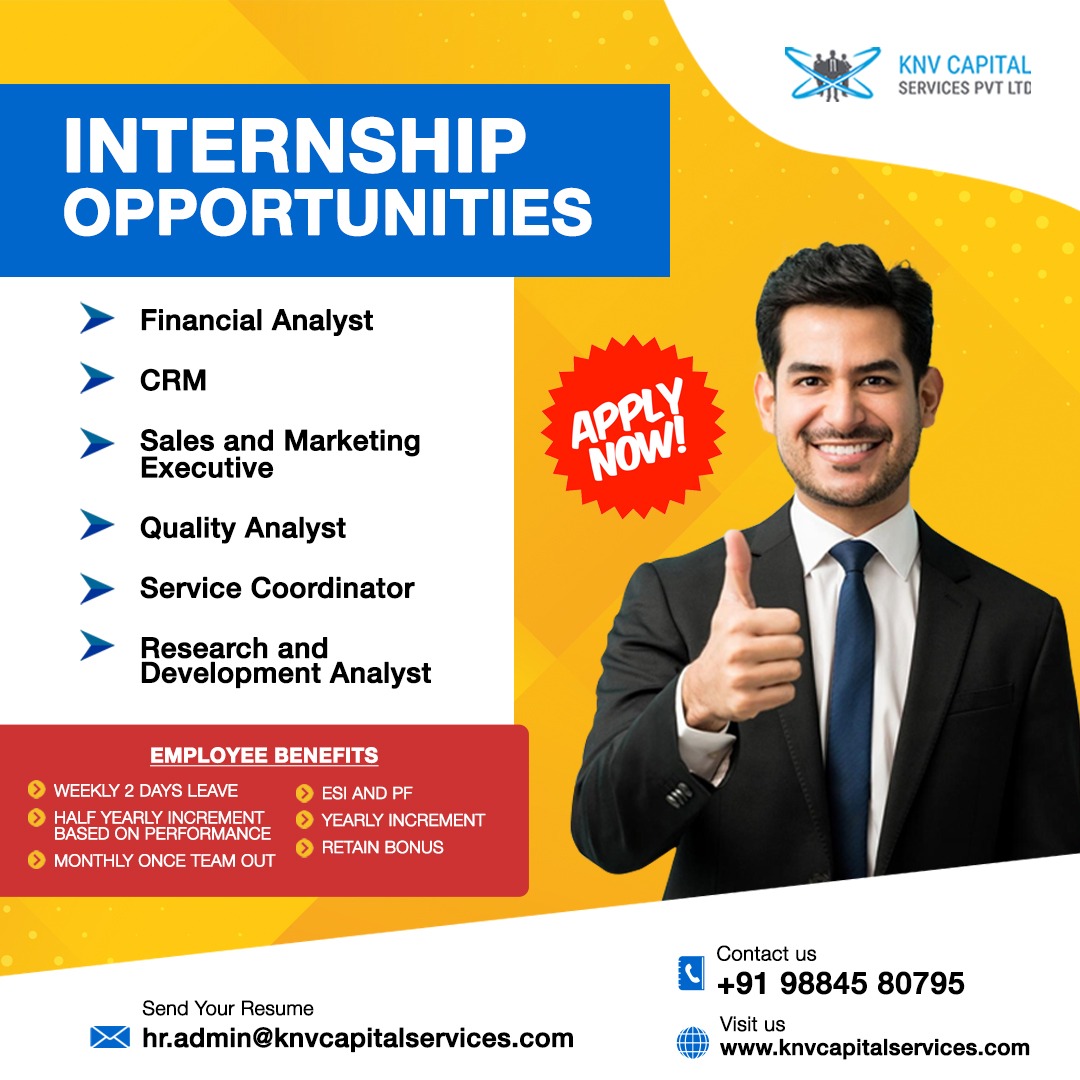 KNV CAPITAL
SERVICES PVT LTD
INTERNSHIP
OPPORTUNITIES
Financial Analyst
CRM
Sales and Marketing
Executive
Quality Analyst
Service Coordinator
Research and
Development Analyst
APPLY
NOW!
EMPLOYEE BENEFITS
WEEKLY 2 DAYS LEAVE
HALF YEARLY INCREMENT
BASED ON PERFORMANCE
MONTHLY ONCE TEAM OUT
ESI AND PF
YEARLY INCREMENT
RETAIN BONUS
Send Your Resume
hr.admin@knvcapitalservices.com
Contact us
+91 98845 80795
Visit us
www.knvcapitalservices.com